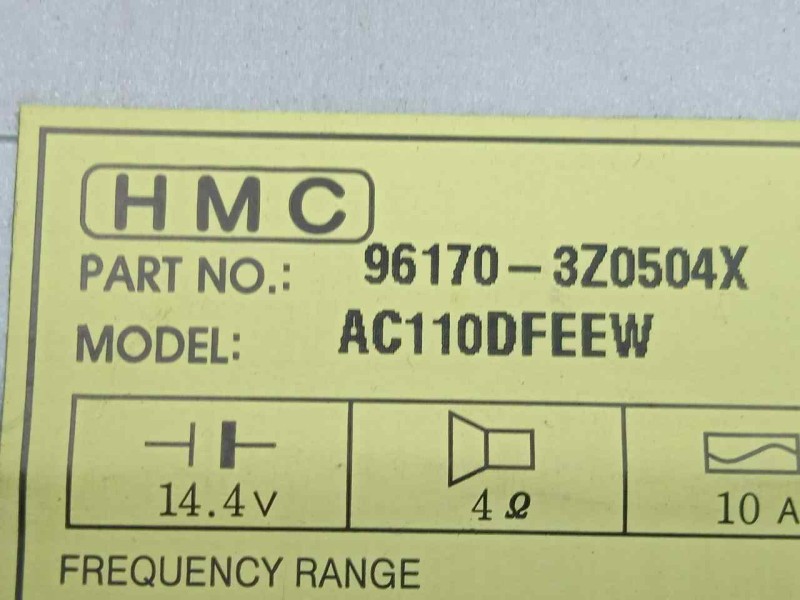 HMC
PART NO.: 96170-3Z0504X
MODEL: AC110DFEEW
14.4V 4Ω 10 A
FREQUENCY RANGE